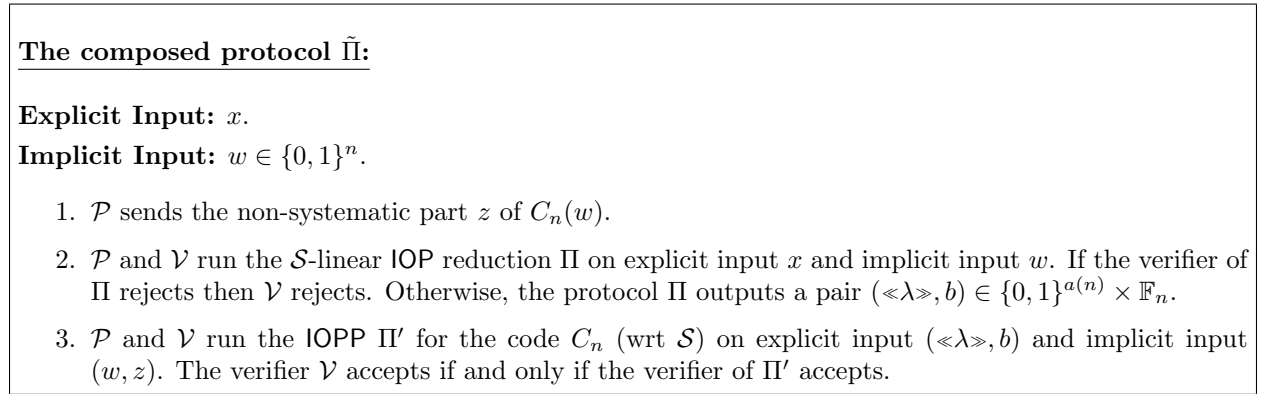 The composed protocol Π̃:
Explicit Input: x.
Implicit Input: w ∈ {0, 1}ⁿ.
1. 𝒫 sends the non-systematic part z of Cₙ(w).
2. 𝒫 and 𝒱 run the 𝒮-linear IOP reduction Π on explicit input x and implicit input w. If the verifier of
Π rejects then 𝒱 rejects. Otherwise, the protocol Π outputs a pair (≪λ≫, b) ∈ {0, 1}ᵃ⁽ⁿ⁾ × 𝔽ₙ.
3. 𝒫 and 𝒱 run the IOPP Π′ for the code Cₙ (wrt 𝒮) on explicit input (≪λ≫, b) and implicit input
(w, z). The verifier 𝒱 accepts if and only if the verifier of Π′ accepts.